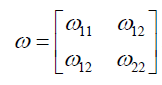 ω = [ ω₁₁ ω₁₂
ω₁₂ ω₂₂ ]